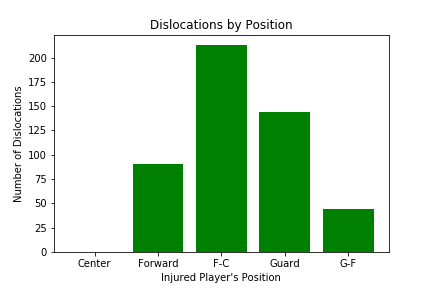 Dislocations by Position
Number of Dislocations
200
175
150
125
100
75
50
25
0
Center Forward F-C Guard G-F
Injured Player's Position